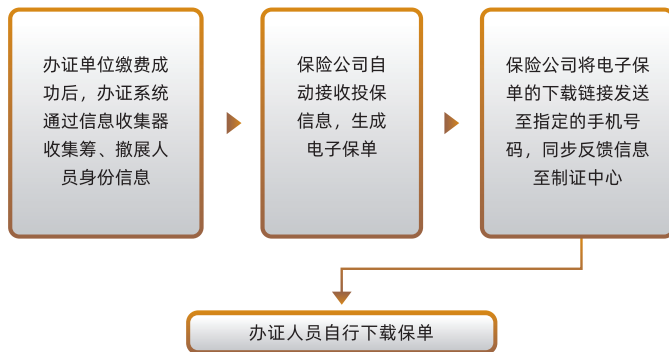 办证单位缴费成
功后，办证系统
通过信息收集器
收集筹、撤展人
员身份信息
保险公司自
动接收投保
信息，生成
电子保单
保险公司将电子保
单的下载链接发送
至指定的手机号
码，同步反馈信息
至制证中心
办证人员自行下载保单